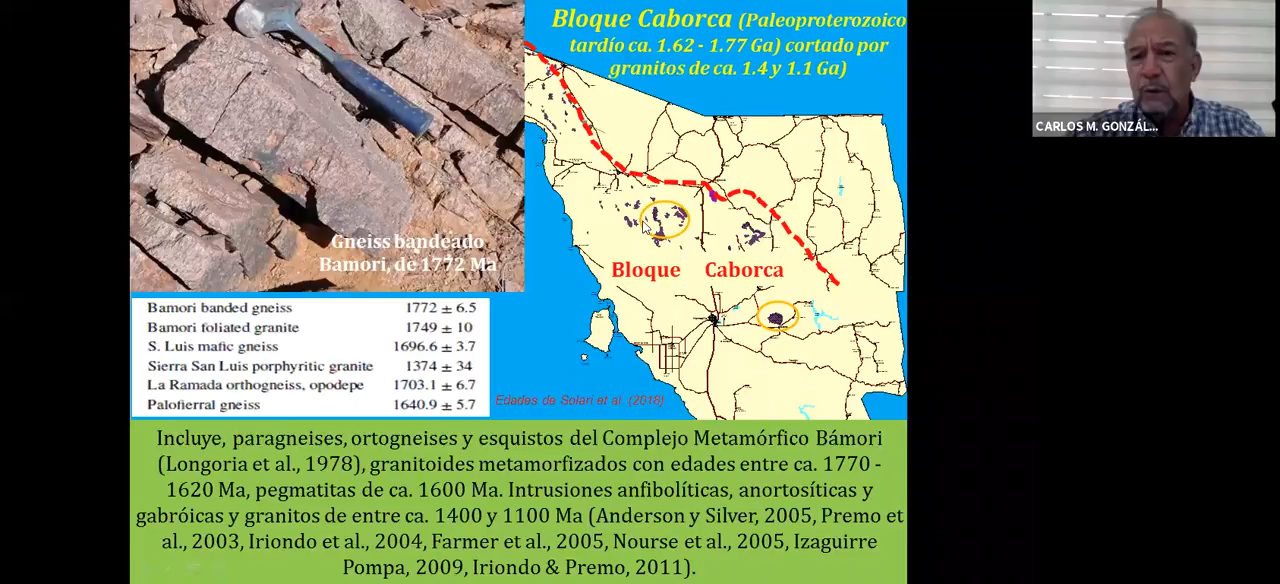 Bloque Caborca (Paleoproterozoico
tardío ca. 1.62 - 1.77 Ga) cortado por
granitos de ca. 1.4 y 1.1 Ga)
CARLOS M. GONZÁL...
Gneiss bandeado
Bamori, de 1772 Ma
Bloque Caborca
Bamori banded gneiss 1772 ± 6.5
Bamori foliated granite 1749 ± 10
S. Luis mafic gneiss 1696.6 ± 3.7
Sierra San Luis porphyritic granite 1374 ± 34
La Ramada orthogneiss, opodepe 1703.1 ± 6.7
Palofierral gneiss 1640.9 ± 5.7
Edades de Solari et al. (2018)
Incluye, paragneises, ortogneises y esquistos del Complejo Metamórfico Bámori
(Longoria et al., 1978), granitoides metamorfizados con edades entre ca. 1770 -
1620 Ma, pegmatitas de ca. 1600 Ma. Intrusiones anfibolíticas, anortosíticas y
gabróicas y granitos de entre ca. 1400 y 1100 Ma (Anderson y Silver, 2005, Premo et
al., 2003, Iriondo et al., 2004, Farmer et al., 2005, Nourse et al., 2005, Izaguirre
Pompa, 2009, Iriondo & Premo, 2011).